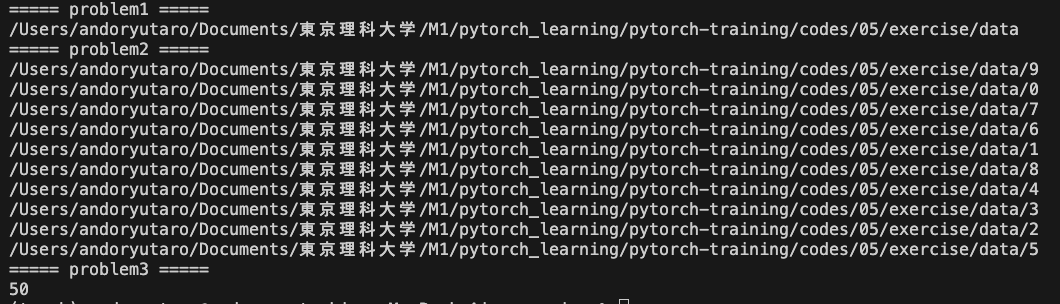 ===== problem1 =====
/Users/andoryutaro/Documents/東京理科大学/M1/pytorch_learning/pytorch-training/codes/05/exercise/data
===== problem2 =====
/Users/andoryutaro/Documents/東京理科大学/M1/pytorch_learning/pytorch-training/codes/05/exercise/data/9
/Users/andoryutaro/Documents/東京理科大学/M1/pytorch_learning/pytorch-training/codes/05/exercise/data/0
/Users/andoryutaro/Documents/東京理科大学/M1/pytorch_learning/pytorch-training/codes/05/exercise/data/7
/Users/andoryutaro/Documents/東京理科大学/M1/pytorch_learning/pytorch-training/codes/05/exercise/data/6
/Users/andoryutaro/Documents/東京理科大学/M1/pytorch_learning/pytorch-training/codes/05/exercise/data/1
/Users/andoryutaro/Documents/東京理科大学/M1/pytorch_learning/pytorch-training/codes/05/exercise/data/8
/Users/andoryutaro/Documents/東京理科大学/M1/pytorch_learning/pytorch-training/codes/05/exercise/data/4
/Users/andoryutaro/Documents/東京理科大学/M1/pytorch_learning/pytorch-training/codes/05/exercise/data/3
/Users/andoryutaro/Documents/東京理科大学/M1/pytorch_learning/pytorch-training/codes/05/exercise/data/2
/Users/andoryutaro/Documents/東京理科大学/M1/pytorch_learning/pytorch-training/codes/05/exercise/data/5
===== problem3 =====
50